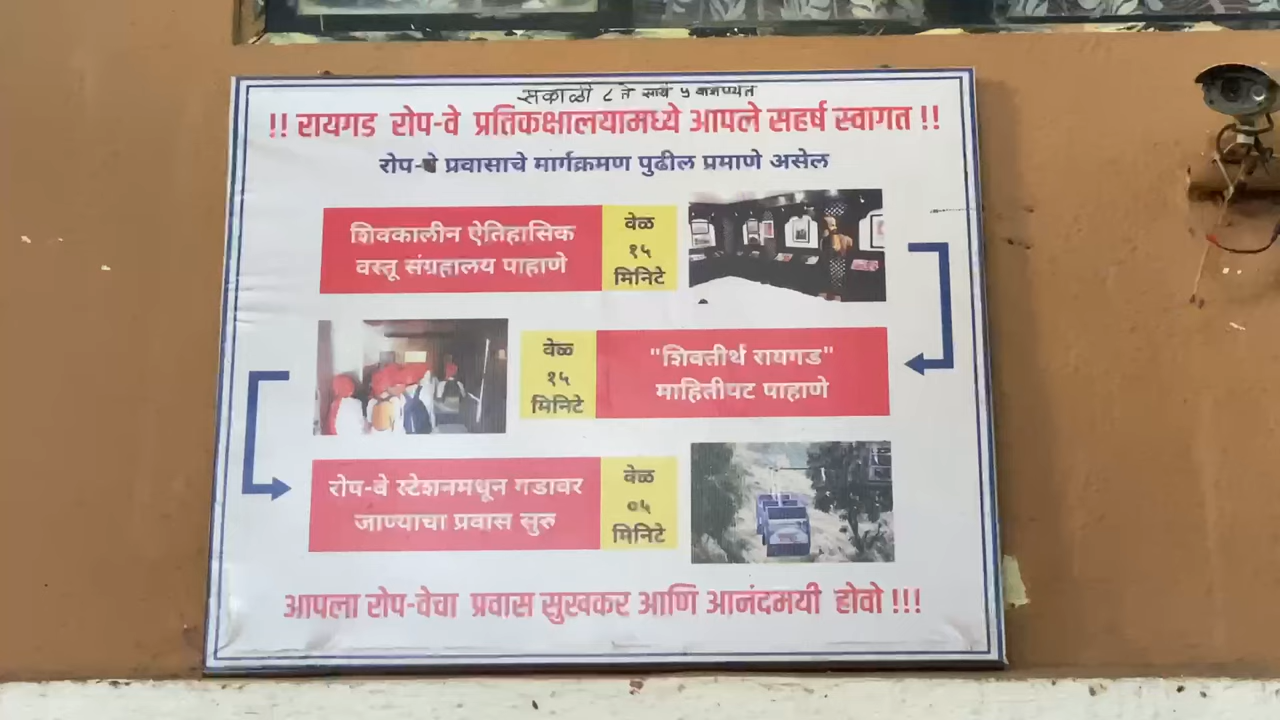 सकाळी ८ ते सायं ५ वाजेपर्यंत
!! रायगड रोप-वे प्रतिकक्षालयामध्ये आपले सहर्ष स्वागत !!
रोप-वे प्रवासाचे मार्गक्रमण पुढील प्रमाणे असेल
शिवकालीन ऐतिहासिक
वस्तू संग्रहालय पाहाणे
वेळ
१५
मिनिटे
वेळ
१५
मिनिटे
"शिवतीर्थ रायगड"
माहितीपट पाहाणे
रोप-वे स्टेशनमधून गडावर
जाण्याचा प्रवास सुरु
वेळ
०५
मिनिटे
आपला रोप-वेचा प्रवास सुखकर आणि आनंदमयी होवो !!!